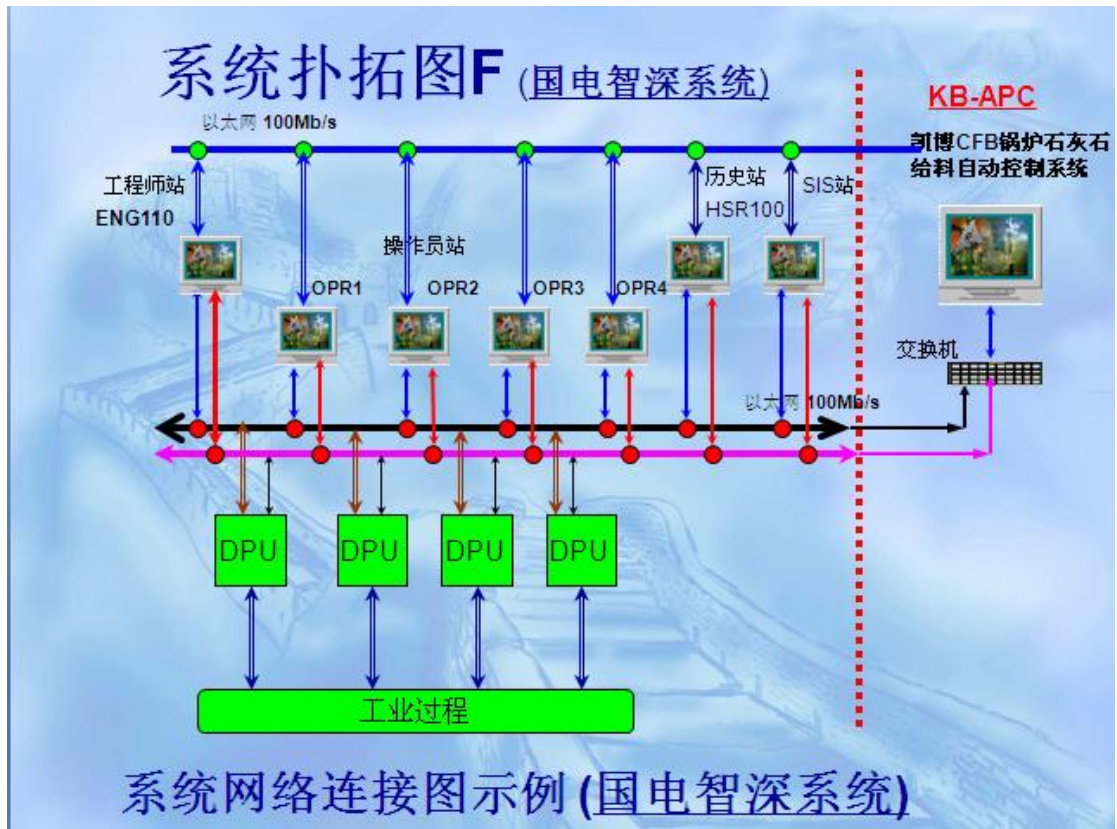 系统扑拓图F (国电智深系统)
KB-APC
以太网 100Mb/s
凯博CFB锅炉石灰石
给料自动控制系统
工程师站
ENG110
操作员站
历史站
HSR100
SIS站
OPR1
OPR2
OPR3
OPR4
交换机
以太网 100Mb/s
DPU
DPU
DPU
DPU
工业过程
系统网络连接图示例 (国电智深系统)